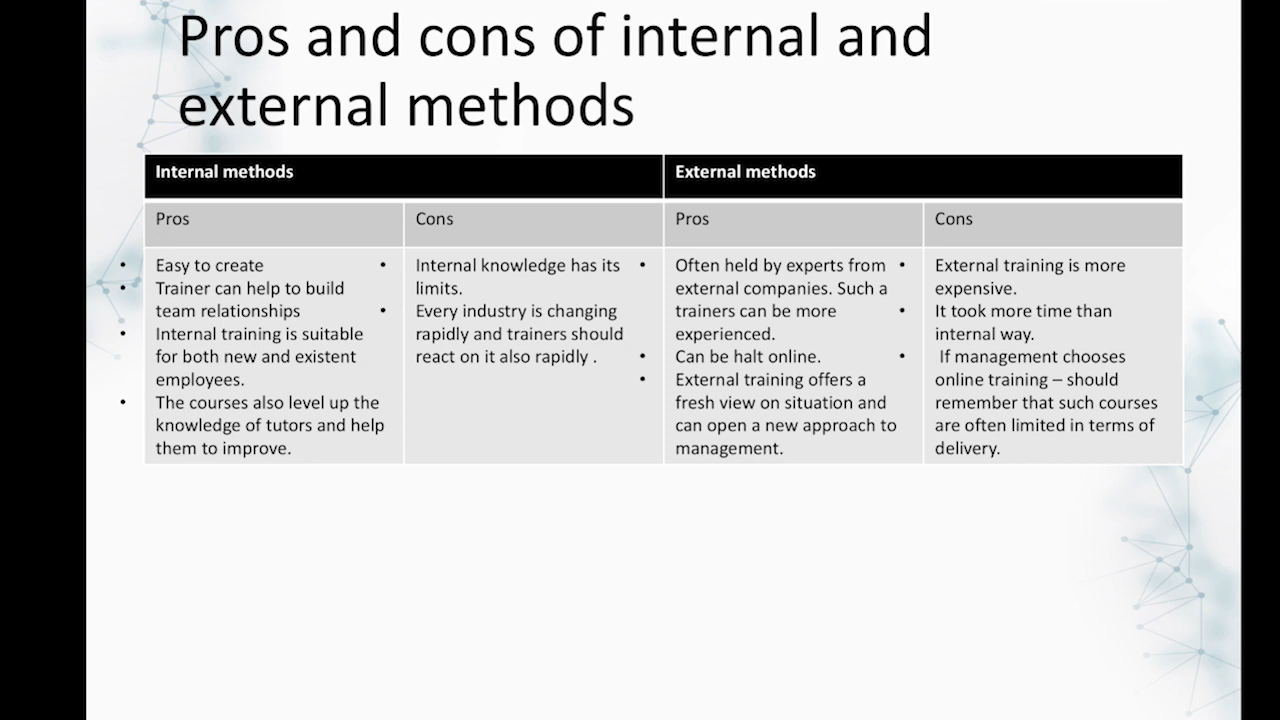 Pros and cons of internal and
external methods
Internal methods
External methods
Pros
Cons
Pros
Cons
• Easy to create
• Trainer can help to build
team relationships
• Internal training is suitable
for both new and existent
employees.
• The courses also level up the
knowledge of tutors and help
them to improve.
• Internal knowledge has its
limits.
• Every industry is changing
rapidly and trainers should
react on it also rapidly .
• Often held by experts from
external companies. Such a
trainers can be more
experienced.
• Can be halt online.
• External training offers a
fresh view on situation and
can open a new approach to
management.
• External training is more
expensive.
• It took more time than
internal way.
• If management chooses
online training – should
remember that such courses
are often limited in terms of
delivery.